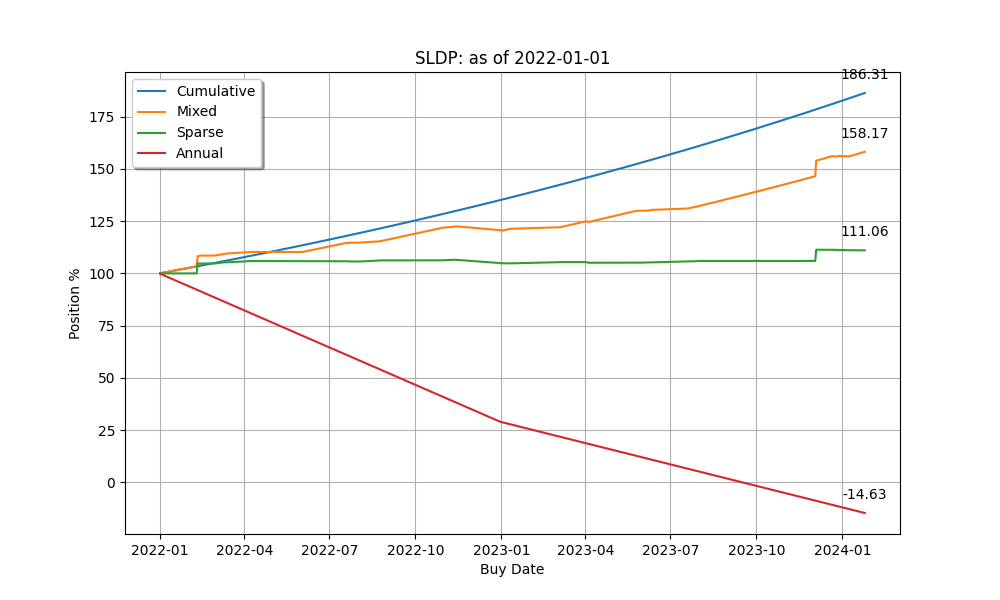 SLDP: as of 2022-01-01
Cumulative
Mixed
Sparse
Annual
186.31
158.17
111.06
-14.63
175
150
125
100
75
50
25
0
Position %
2022-01 2022-04 2022-07 2022-10 2023-01 2023-04 2023-07 2023-10 2024-01
Buy Date